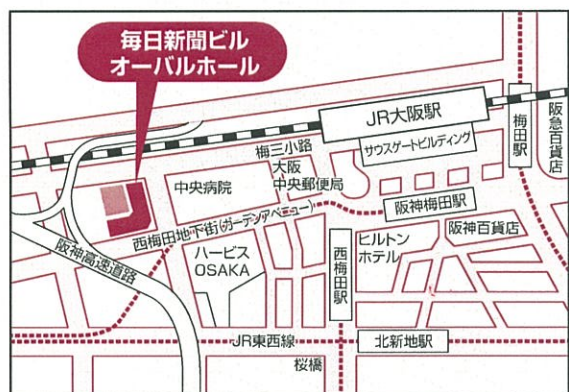 毎日新聞ビル
オーバルホール
JR大阪駅
サウスゲートビルディング
梅田駅
阪急百貨店
梅三小路
大阪
中央郵便局
中央病院
阪神梅田駅
西梅田地下街(ガーデンアベニュー)
阪神高速道路
ハービス
OSAKA
西梅田駅
ヒルトン
ホテル
阪神百貨店
JR東西線
北新地駅
桜橋